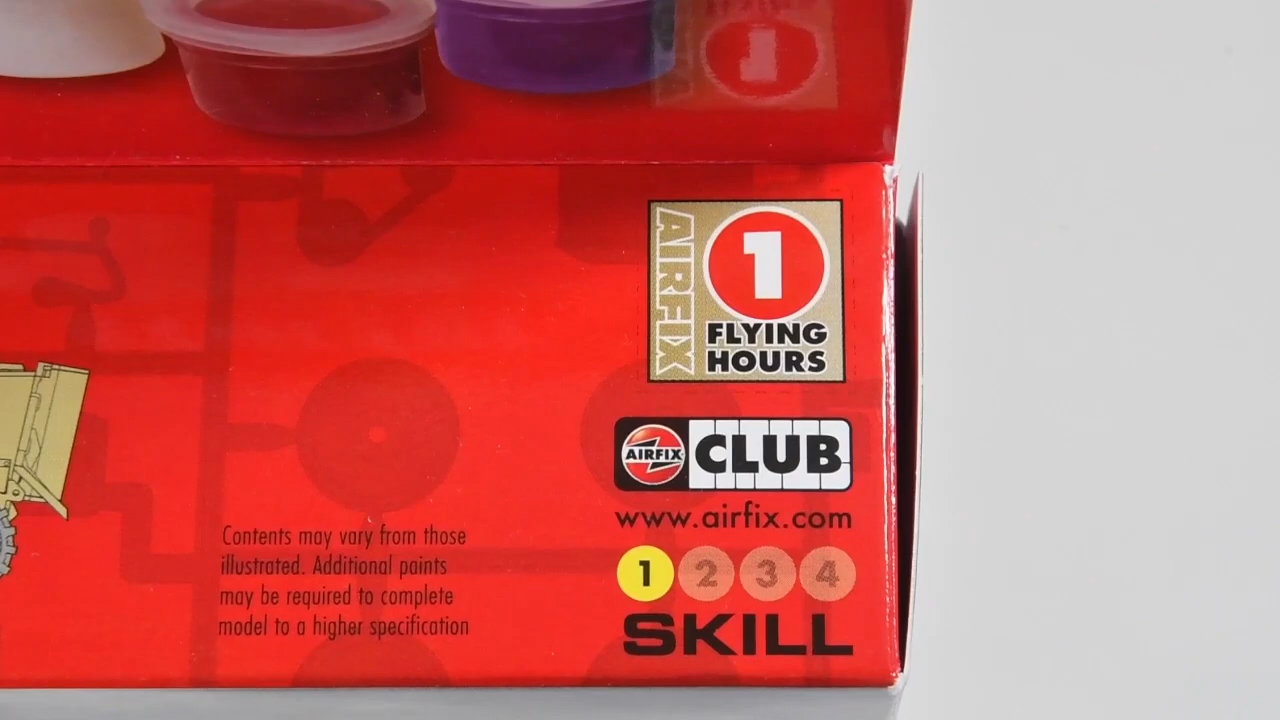 AIRFIX
1
FLYING
HOURS
AIRFIX CLUB
www.airfix.com
Contents may vary from those
illustrated. Additional paints
may be required to complete
model to a higher specification
1 2 3 4
SKILL